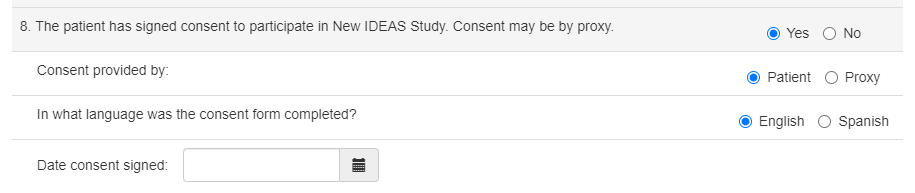 8. The patient has signed consent to participate in New IDEAS Study. Consent may be by proxy. Yes No
Consent provided by: Patient Proxy
In what language was the consent form completed? English Spanish
Date consent signed: